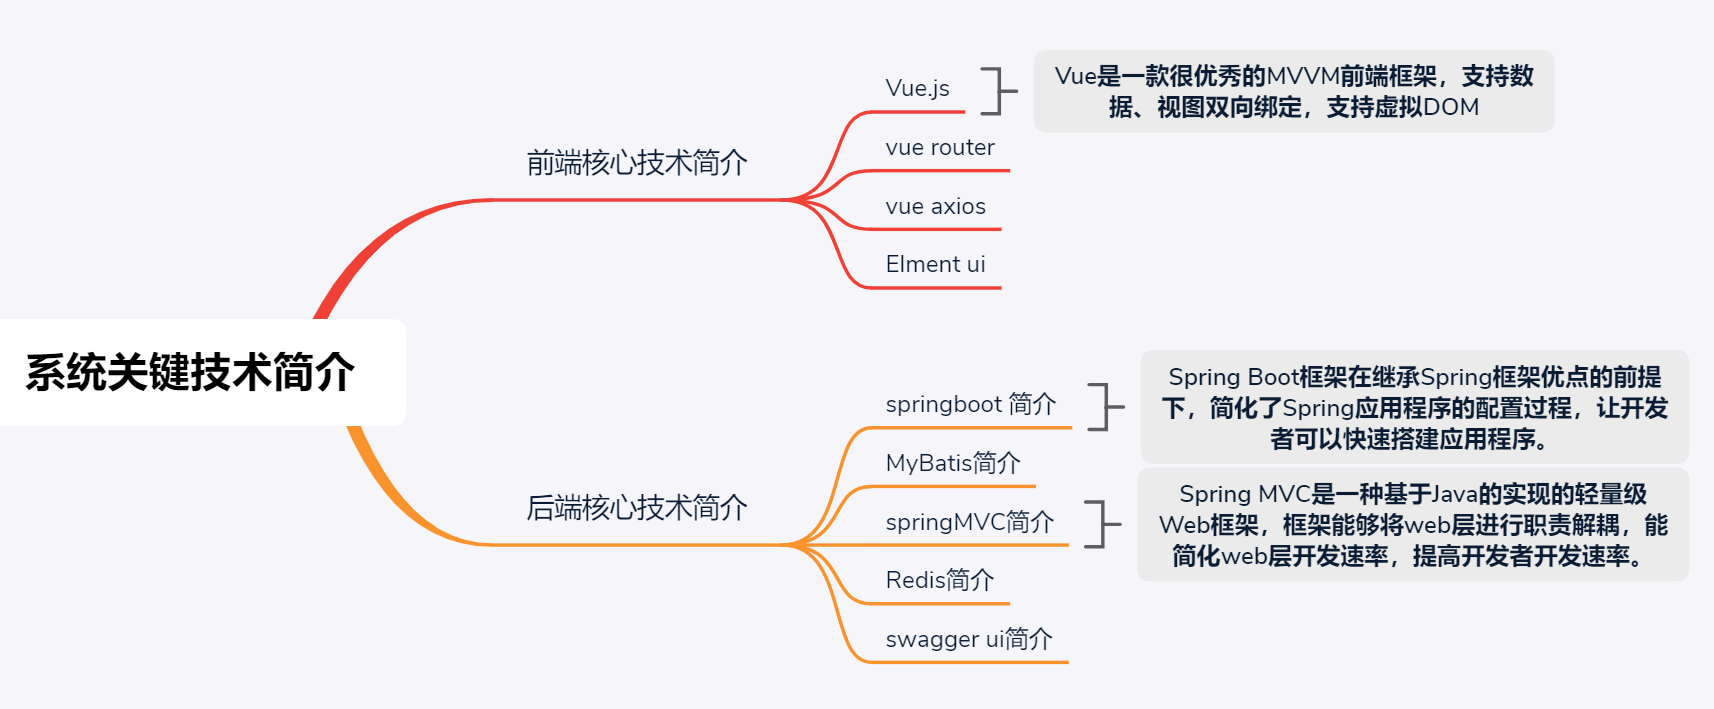 系统关键技术简介
前端核心技术简介
Vue.js
Vue是一款很优秀的MVVM前端框架，支持数
据、视图双向绑定，支持虚拟DOM
vue router
vue axios
Elment ui
后端核心技术简介
springboot 简介
Spring Boot框架在继承Spring框架优点的前提
下，简化了Spring应用程序的配置过程，让开发
者可以快速搭建应用程序。
MyBatis简介
springMVC简介
Spring MVC是一种基于Java的实现的轻量级
Web框架，框架能够将web层进行职责解耦，能
简化web层开发速率，提高开发者开发速率。
Redis简介
swagger ui简介